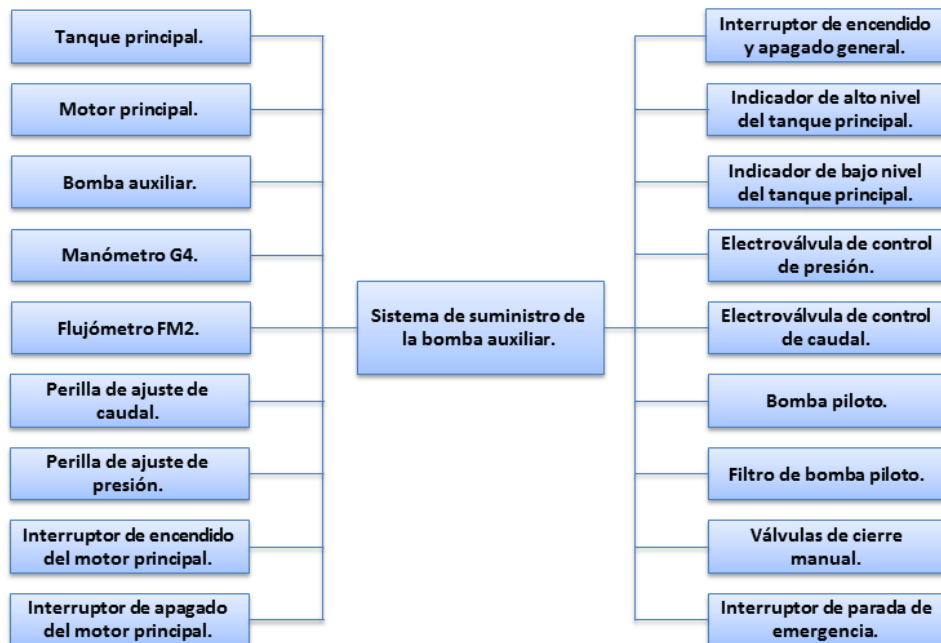 Tanque principal.
Motor principal.
Bomba auxiliar.
Manómetro G4.
Flujómetro FM2.
Perilla de ajuste de
caudal.
Perilla de ajuste de
presión.
Interruptor de encendido
del motor principal.
Interruptor de apagado
del motor principal.
Sistema de suministro de
la bomba auxiliar.
Interruptor de encendido
y apagado general.
Indicador de alto nivel
del tanque principal.
Indicador de bajo nivel
del tanque principal.
Electroválvula de control
de presión.
Electroválvula de control
de caudal.
Bomba piloto.
Filtro de bomba piloto.
Válvulas de cierre
manual.
Interruptor de parada de
emergencia.